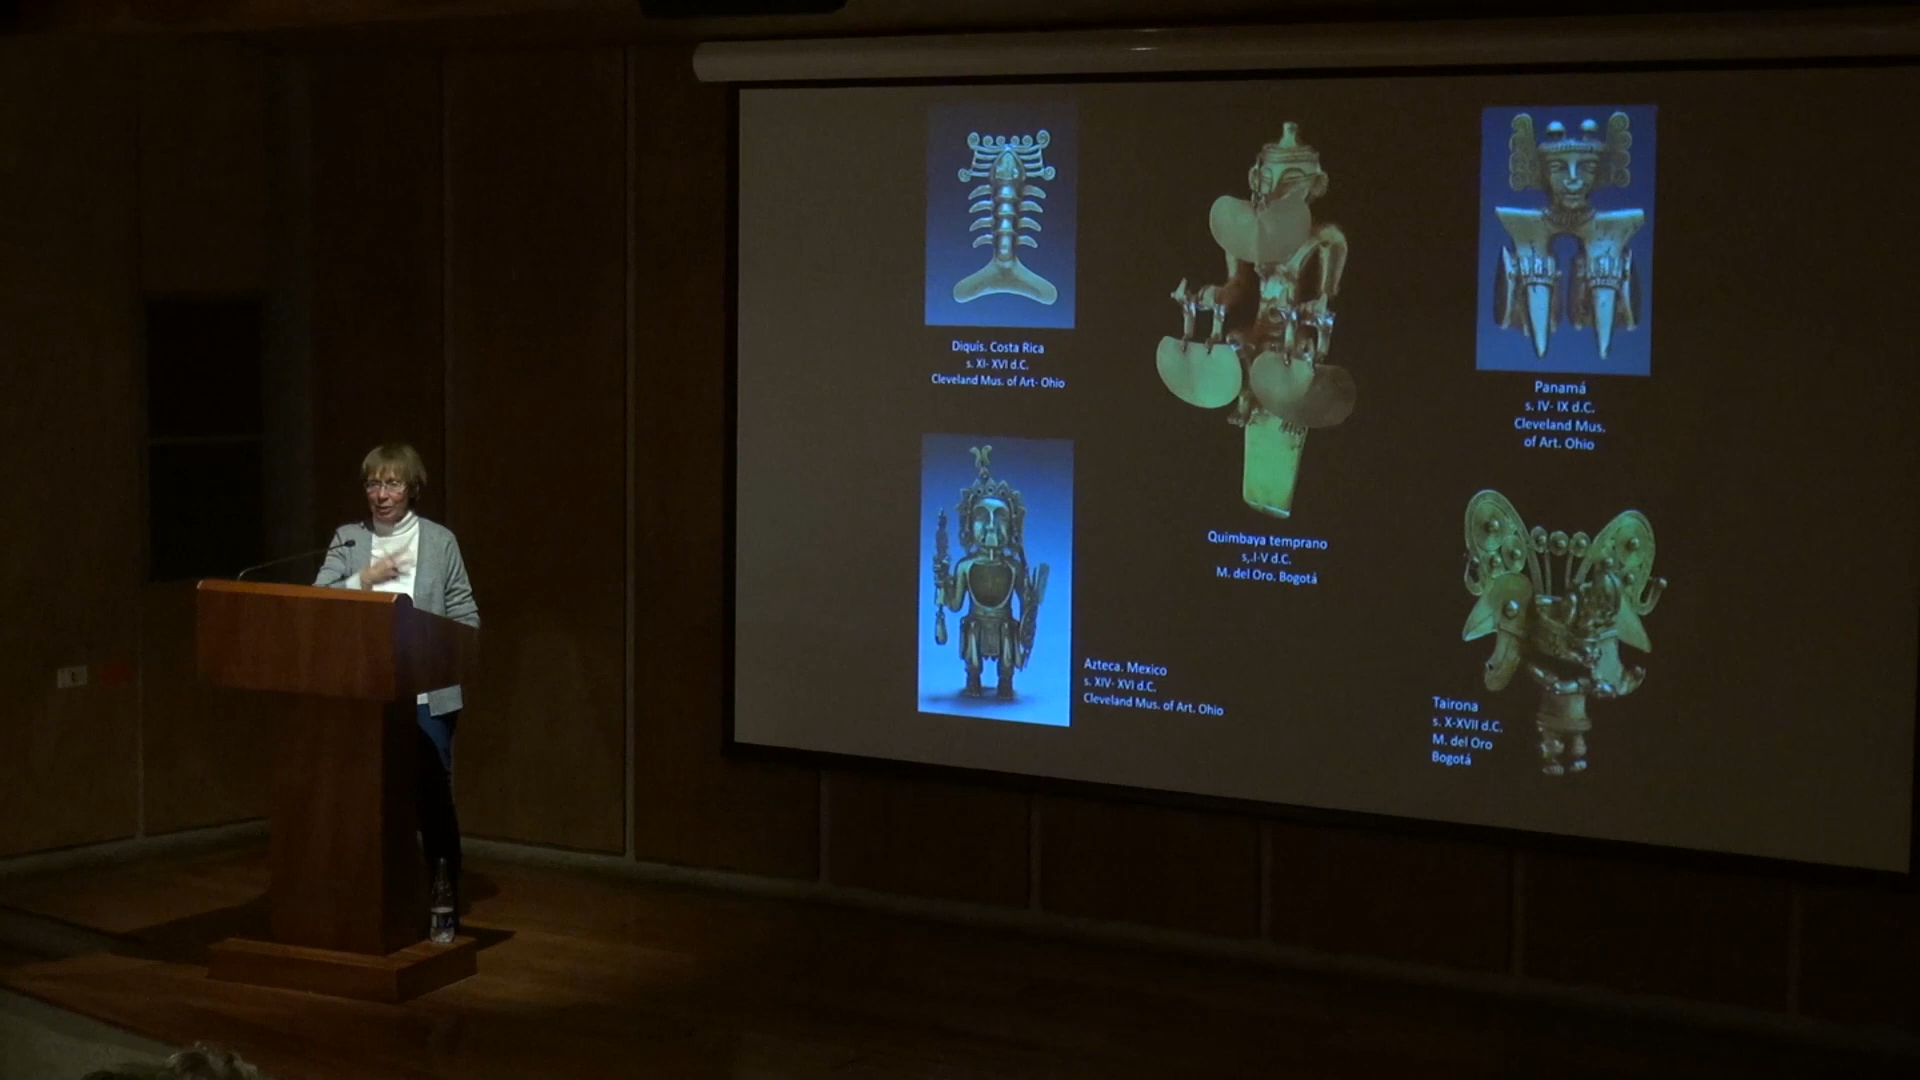 Diquís. Costa Rica
s. XI- XVI d.C.
Cleveland Mus. of Art- Ohio
Quimbaya temprano
s,.I-V d.C.
M. del Oro. Bogotá
Panamá
s. IV- IX d.C.
Cleveland Mus.
of Art. Ohio
Azteca. Mexico
s. XIV- XVI d.C.
Cleveland Mus. of Art. Ohio
Tairona
s. X-XVII d.C.
M. del Oro
Bogotá